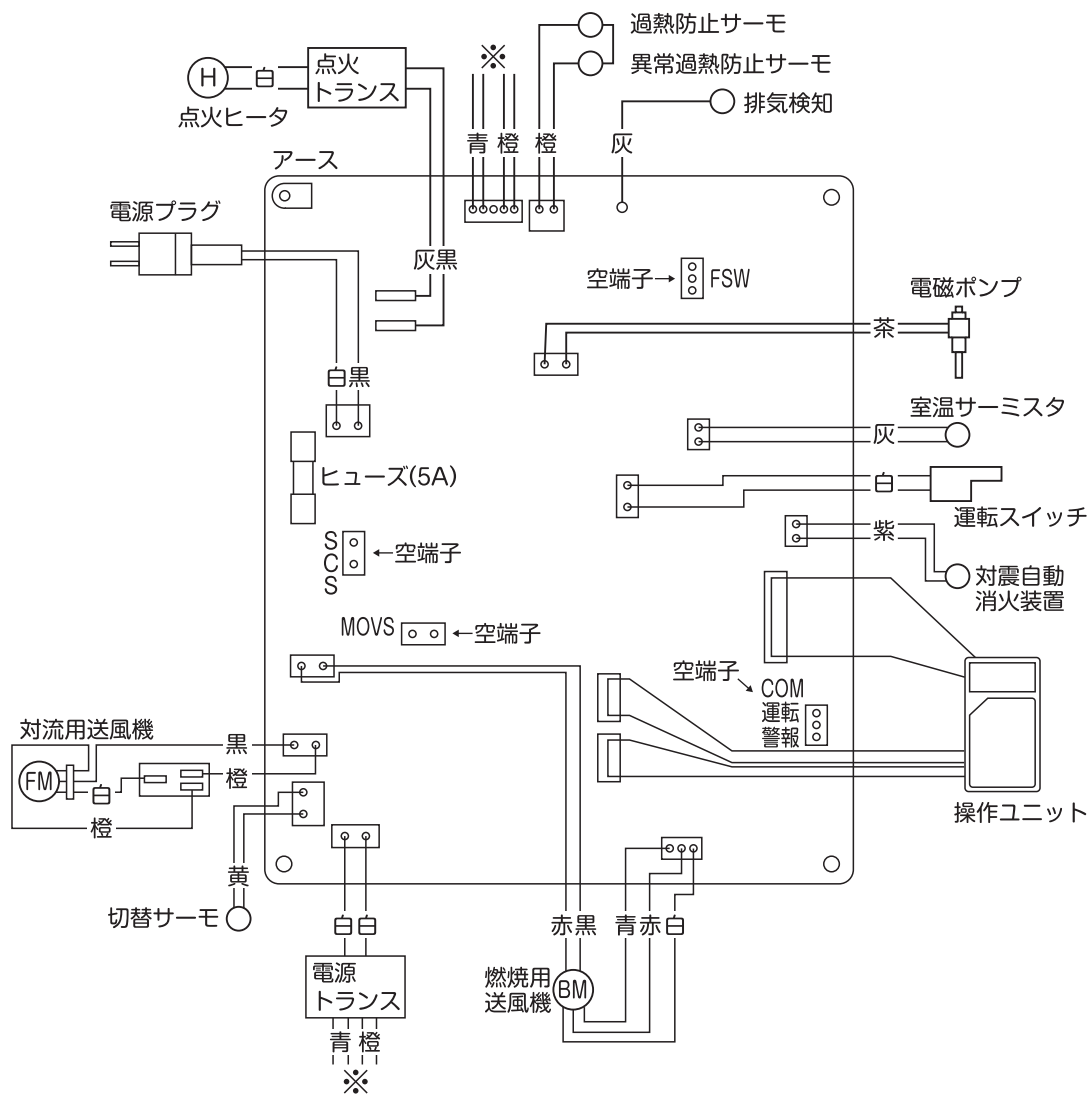 過熱防止サーモ
※
異常過熱防止サーモ
点火
トランス
H
白
点火ヒータ
排気検知
青
橙
橙
灰
アース
電源プラグ
灰
黒
空端子
FSW
電磁ポンプ
茶
白
黒
室温サーミスタ
灰
ヒューズ(5A)
白
運転スイッチ
紫
S
C
S
空端子
対震自動
消火装置
MOVS
空端子
空端子
COM
運転
警報
対流用送風機
黒
FM
橙
白
橙
操作ユニット
黄
切替サーモ
白
白
赤
黒
青
赤
白
電源
トランス
燃焼用
送風機
BM
青
橙
※